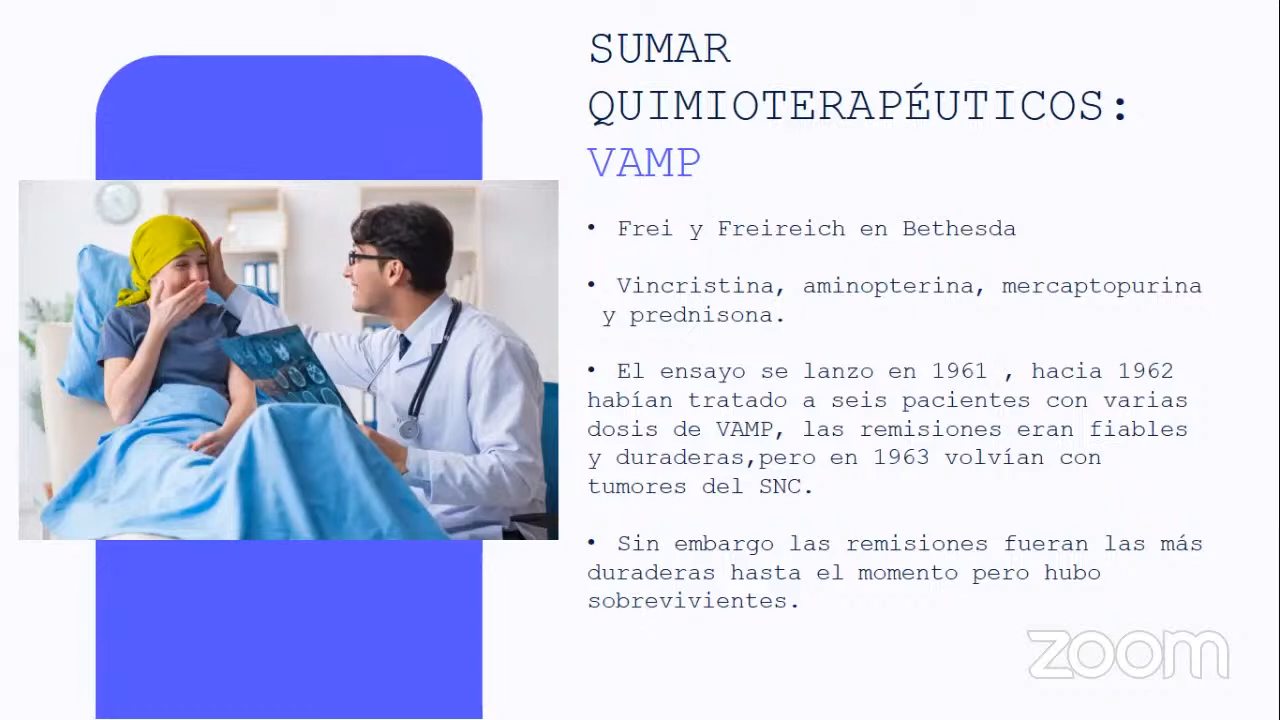 SUMAR
QUIMIOTERAPÉUTICOS:
VAMP
• Frei y Freireich en Bethesda
• Vincristina, aminopterina, mercaptopurina
y prednisona.
• El ensayo se lanzo en 1961 , hacia 1962
habían tratado a seis pacientes con varias
dosis de VAMP, las remisiones eran fiables
y duraderas,pero en 1963 volvían con
tumores del SNC.
• Sin embargo las remisiones fueran las más
duraderas hasta el momento pero hubo
sobrevivientes.
zoom